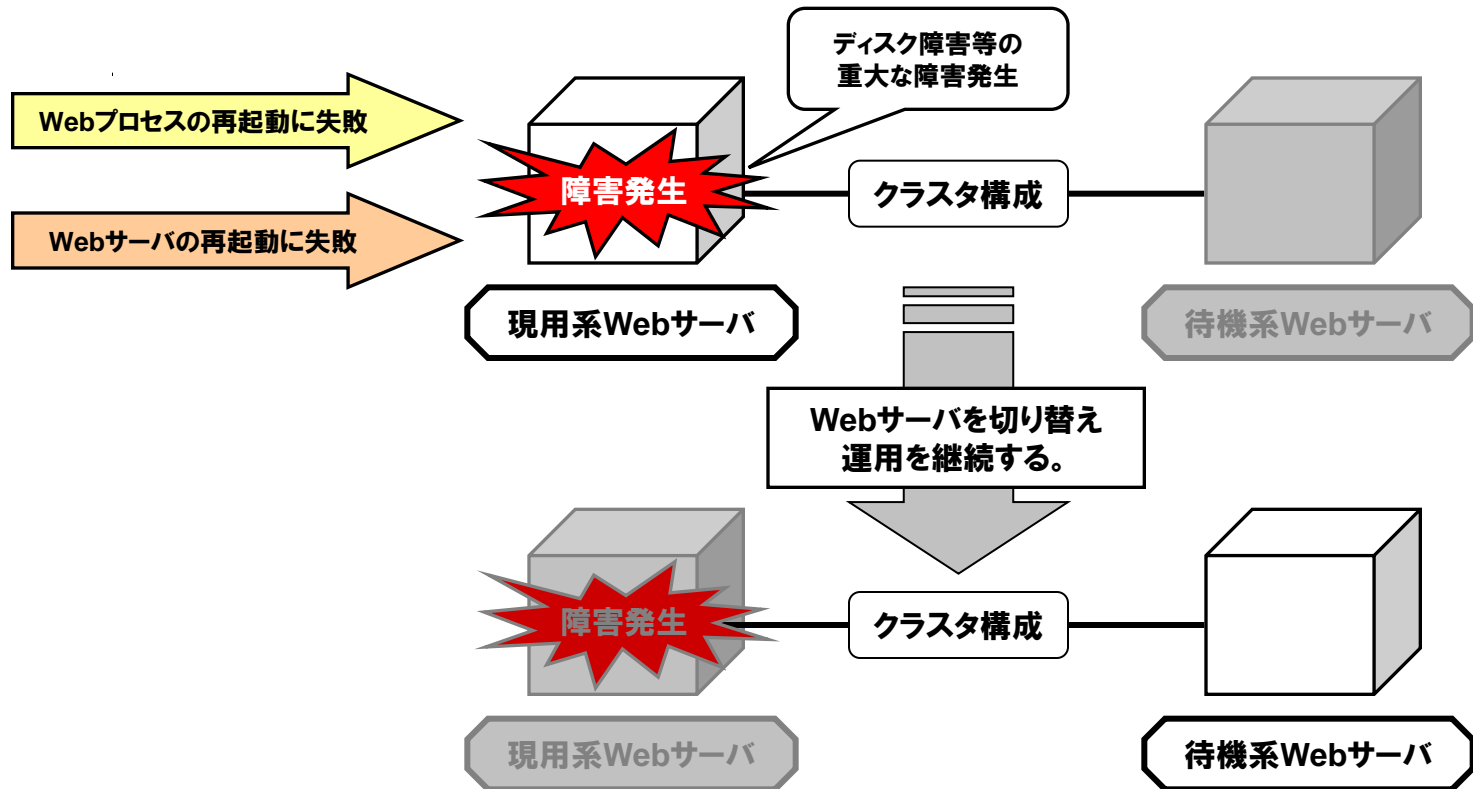 ディスク障害等の
重大な障害発生
Webプロセスの再起動に失敗
障害発生
クラスタ構成
Webサーバの再起動に失敗
現用系Webサーバ
待機系Webサーバ
Webサーバを切り替え
運用を継続する。
障害発生
クラスタ構成
現用系Webサーバ
待機系Webサーバ